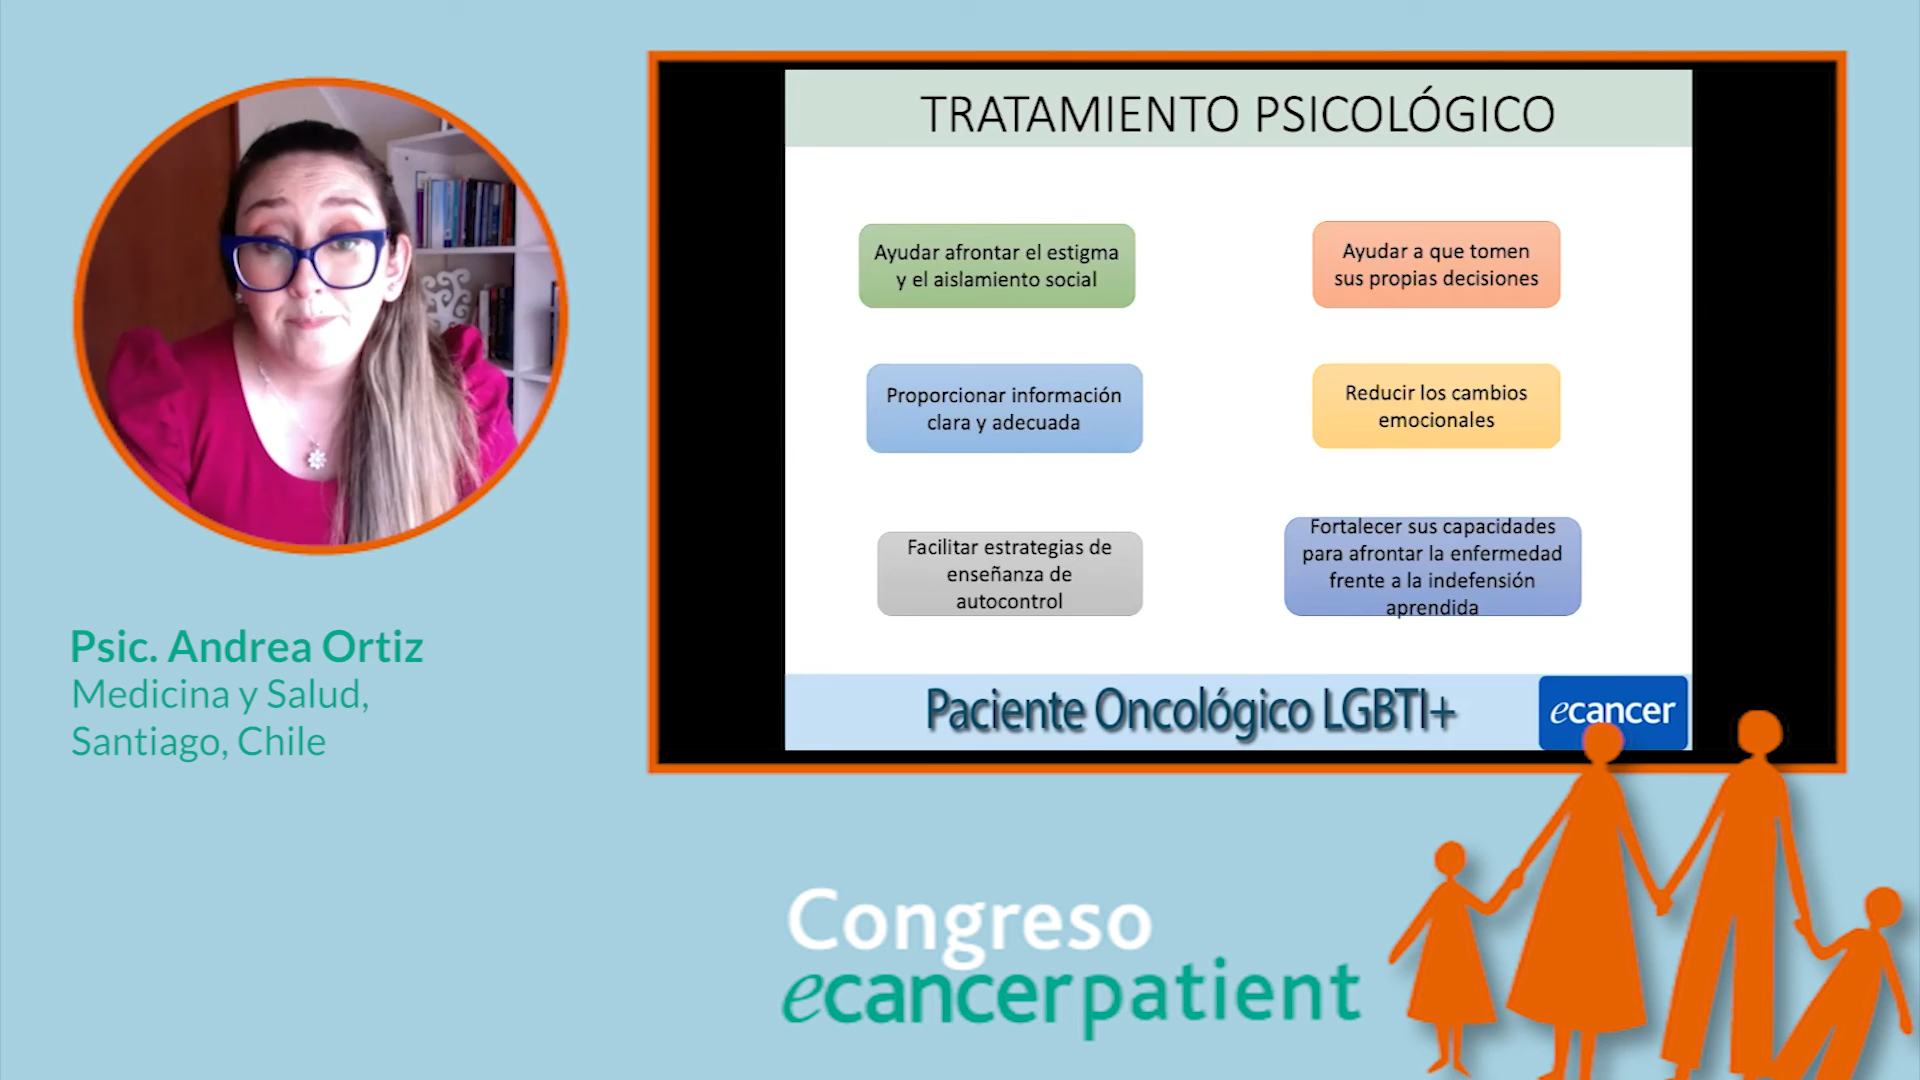 TRATAMIENTO PSICOLÓGICO
Ayudar afrontar el estigma
y el aislamiento social
Ayudar a que tomen
sus propias decisiones
Proporcionar información
clara y adecuada
Reducir los cambios
emocionales
Facilitar estrategias de
enseñanza de
autocontrol
Fortalecer sus capacidades
para afrontar la enfermedad
frente a la indefensión
aprendida
Paciente Oncológico LGBTI+
ecancer
Psic. Andrea Ortiz
Medicina y Salud,
Santiago, Chile
Congreso
ecancerpatient